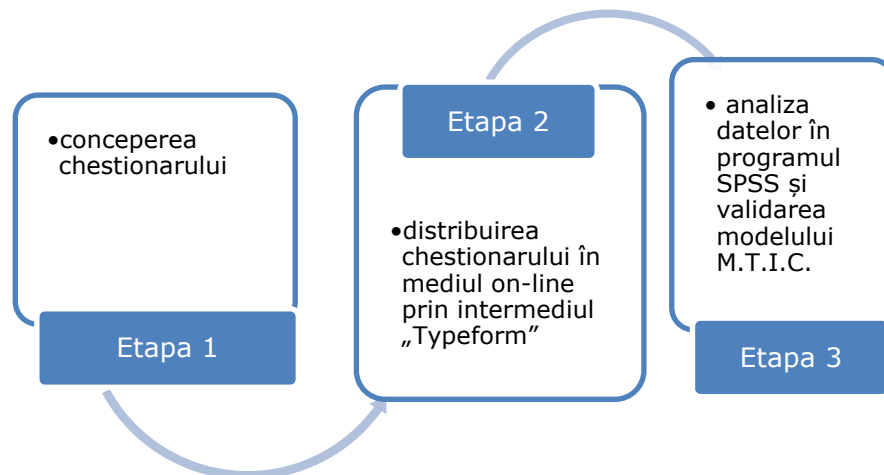 •conceperea
chestionarului
Etapa 1
Etapa 2
•distribuirea
chestionarului în
mediul on-line
prin intermediul
„Typeform”
• analiza
datelor în
programul
SPSS și
validarea
modelului
M.T.I.C.
Etapa 3